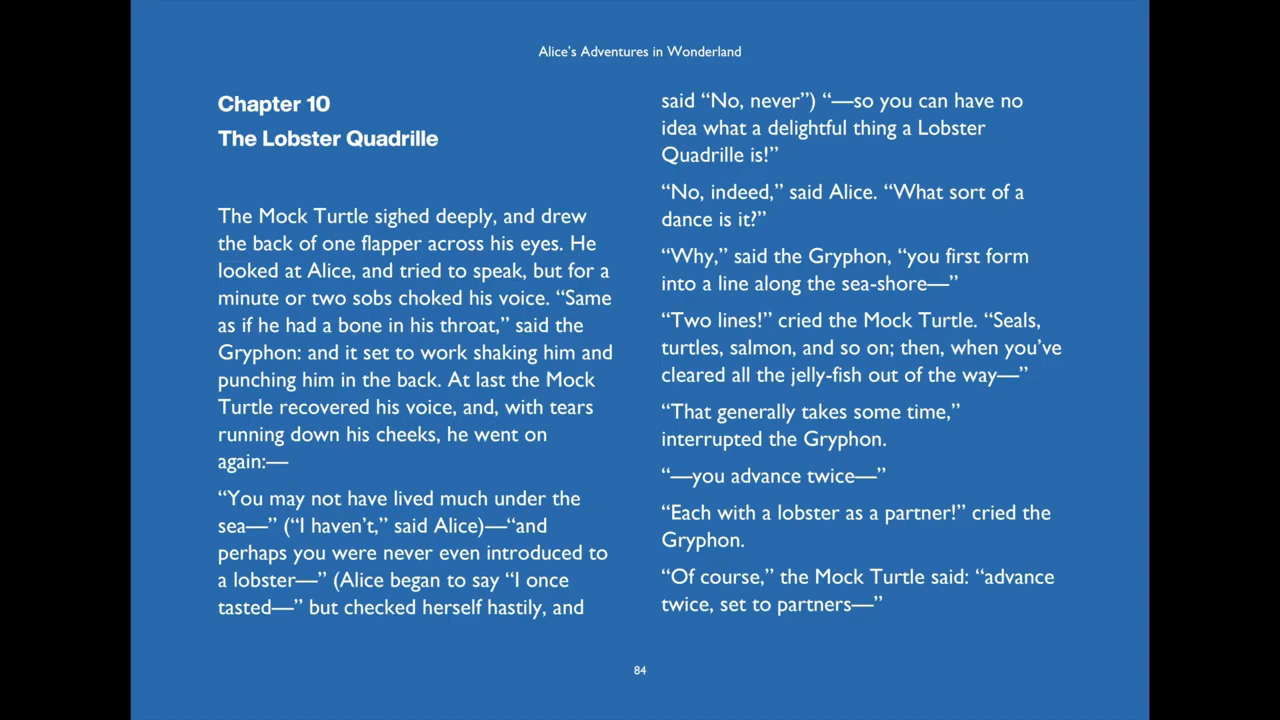 Alice’s Adventures in Wonderland
Chapter 10
The Lobster Quadrille
The Mock Turtle sighed deeply, and drew
the back of one flapper across his eyes. He
looked at Alice, and tried to speak, but for a
minute or two sobs choked his voice. “Same
as if he had a bone in his throat,” said the
Gryphon: and it set to work shaking him and
punching him in the back. At last the Mock
Turtle recovered his voice, and, with tears
running down his cheeks, he went on
again:—
“You may not have lived much under the
sea—” (“I haven’t,” said Alice)—“and
perhaps you were never even introduced to
a lobster—” (Alice began to say “I once
tasted—” but checked herself hastily, and
said “No, never”) “—so you can have no
idea what a delightful thing a Lobster
Quadrille is!”
“No, indeed,” said Alice. “What sort of a
dance is it?”
“Why,” said the Gryphon, “you first form
into a line along the sea-shore—”
“Two lines!” cried the Mock Turtle. “Seals,
turtles, salmon, and so on; then, when you’ve
cleared all the jelly-fish out of the way—”
“That generally takes some time,”
interrupted the Gryphon.
“—you advance twice—”
“Each with a lobster as a partner!” cried the
Gryphon.
“Of course,” the Mock Turtle said: “advance
twice, set to partners—”
84